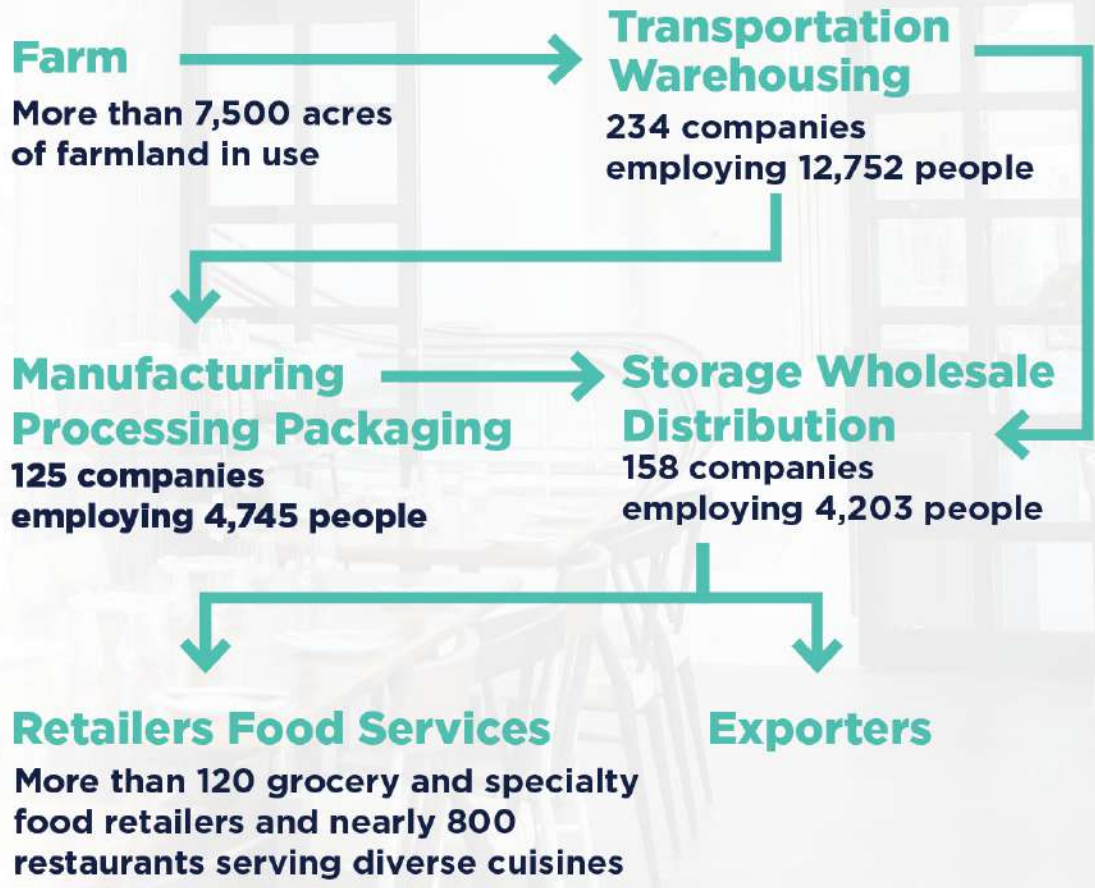 Farm
More than 7,500 acres
of farmland in use
Transportation
Warehousing
234 companies
employing 12,752 people
Manufacturing
Processing Packaging
125 companies
employing 4,745 people
Storage Wholesale
Distribution
158 companies
employing 4,203 people
Retailers Food Services
More than 120 grocery and specialty
food retailers and nearly 800
restaurants serving diverse cuisines
Exporters